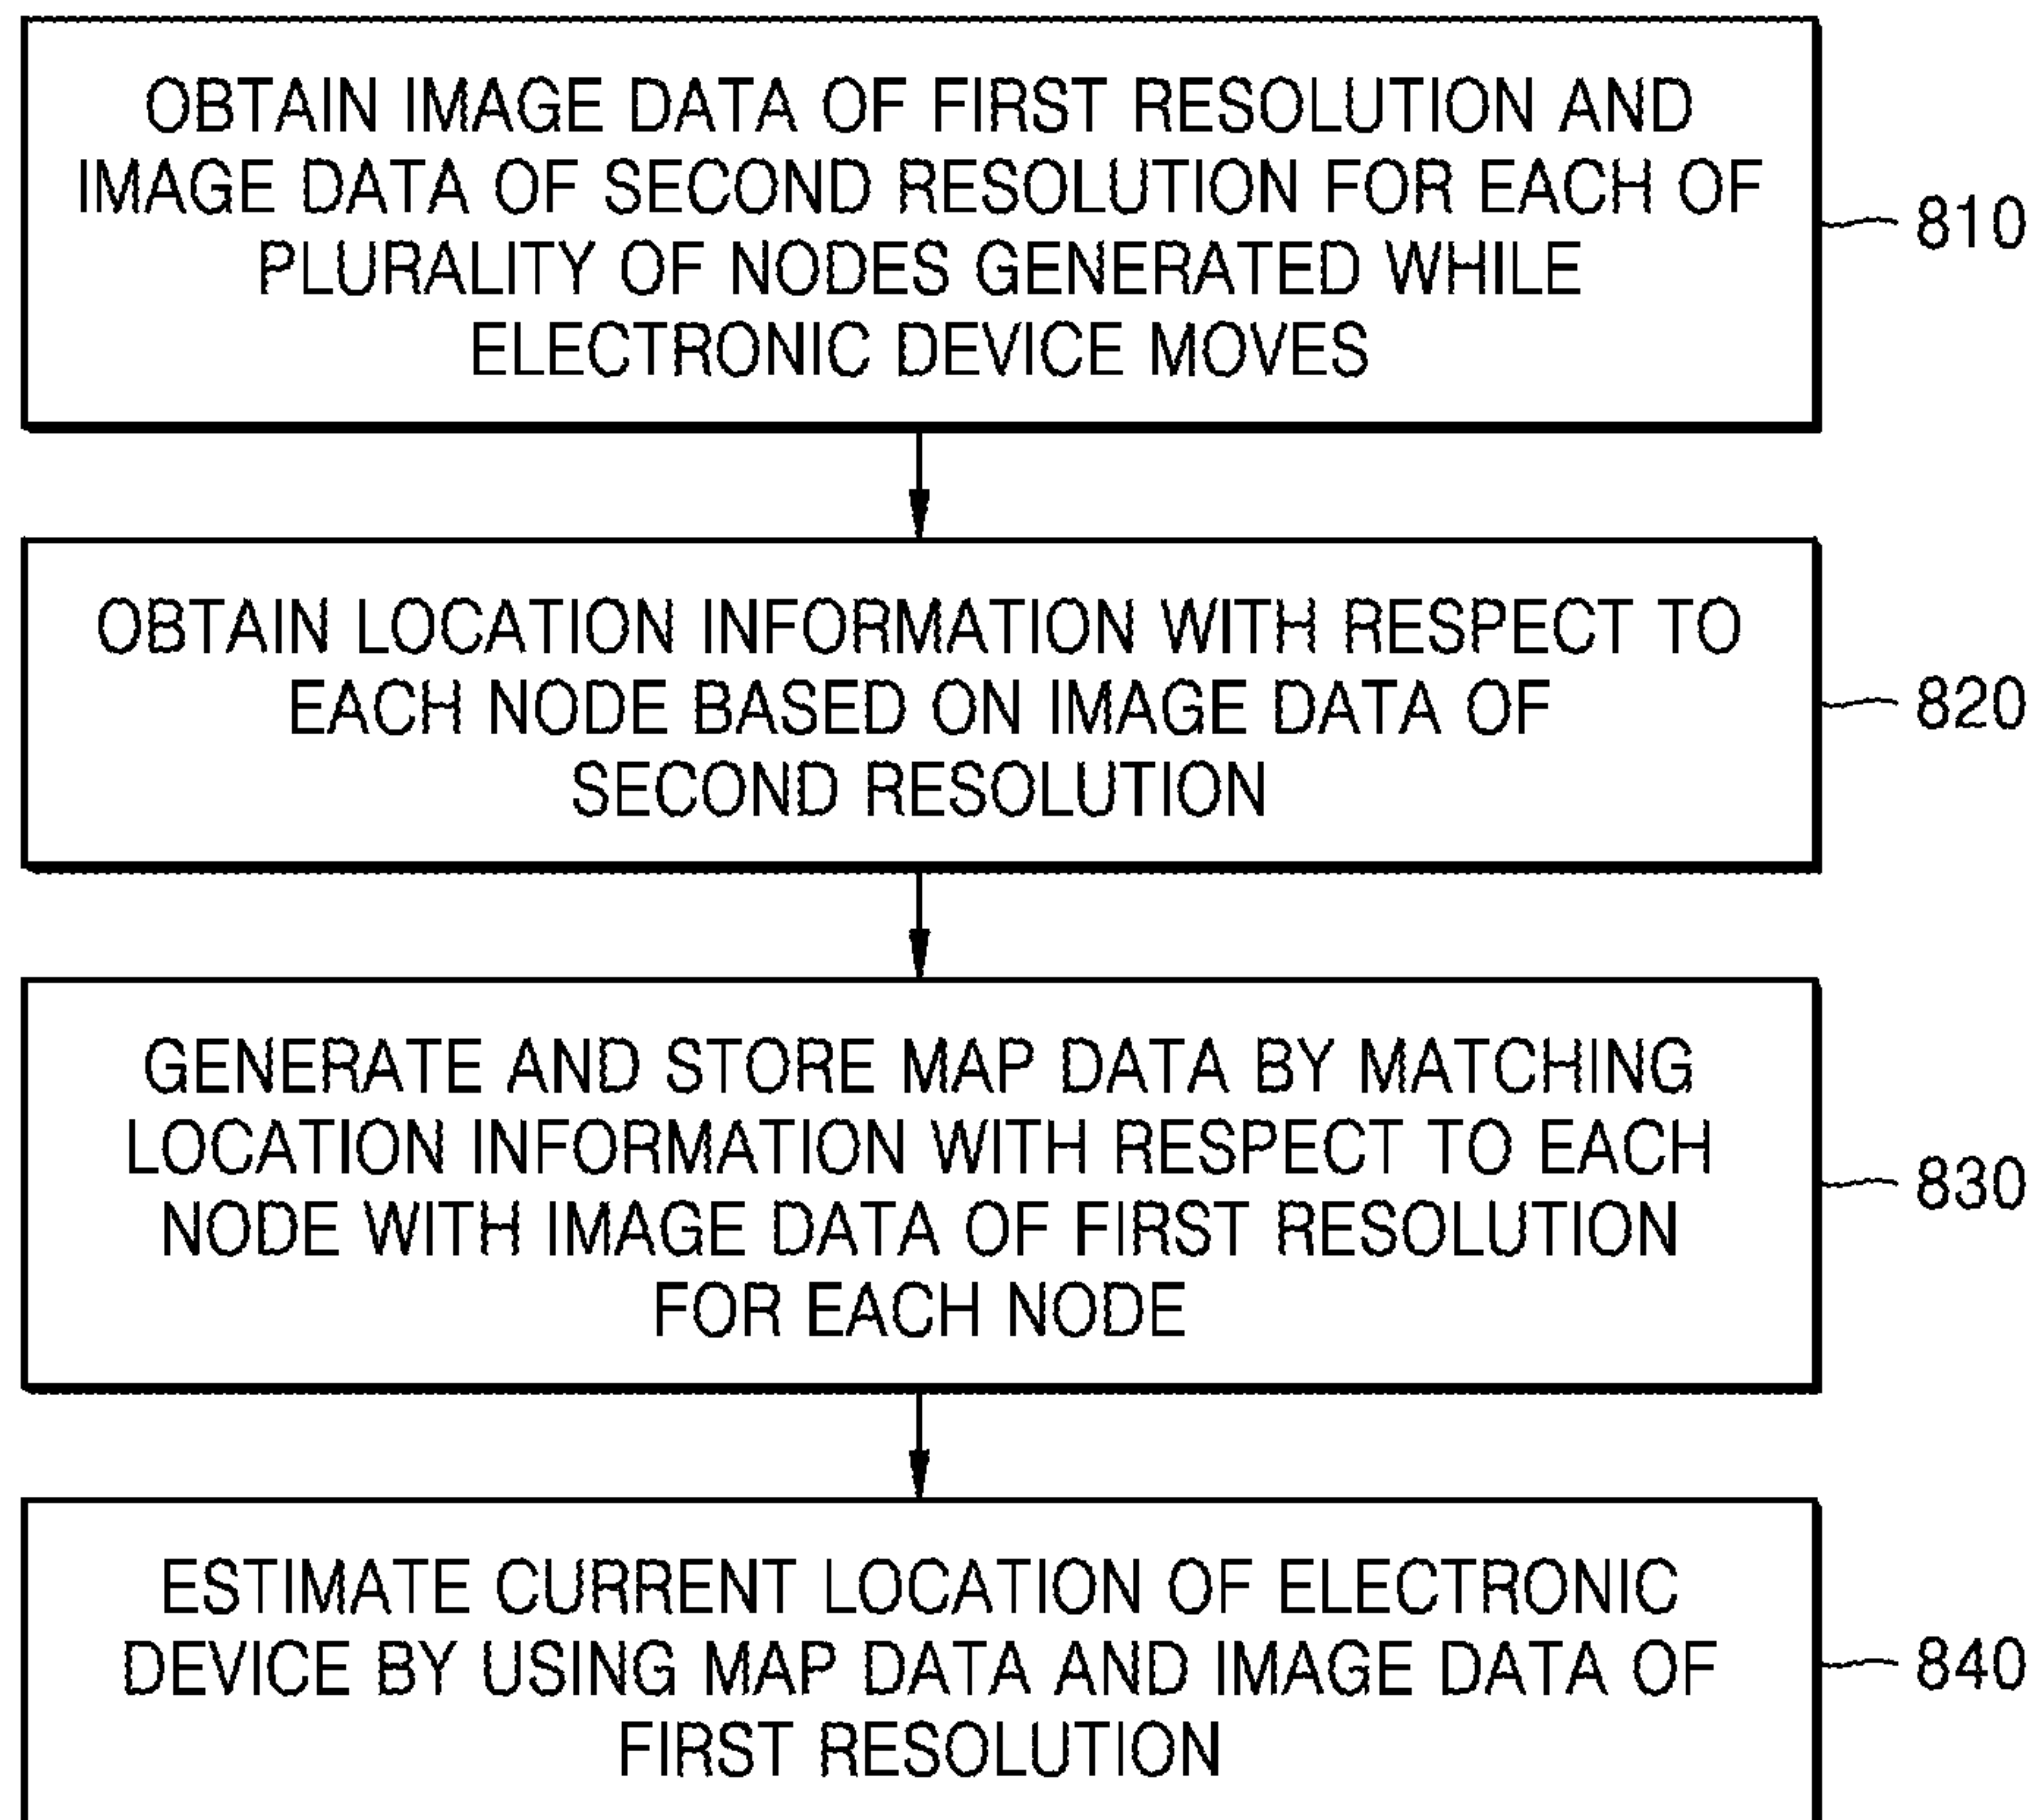 OBTAIN IMAGE DATA OF FIRST RESOLUTION AND
IMAGE DATA OF SECOND RESOLUTION FOR EACH OF
PLURALITY OF NODES GENERATED WHILE
ELECTRONIC DEVICE MOVES
810
OBTAIN LOCATION INFORMATION WITH RESPECT TO
EACH NODE BASED ON IMAGE DATA OF
SECOND RESOLUTION
820
GENERATE AND STORE MAP DATA BY MATCHING
LOCATION INFORMATION WITH RESPECT TO EACH
NODE WITH IMAGE DATA OF FIRST RESOLUTION
FOR EACH NODE
830
ESTIMATE CURRENT LOCATION OF ELECTRONIC
DEVICE BY USING MAP DATA AND IMAGE DATA OF
FIRST RESOLUTION
840